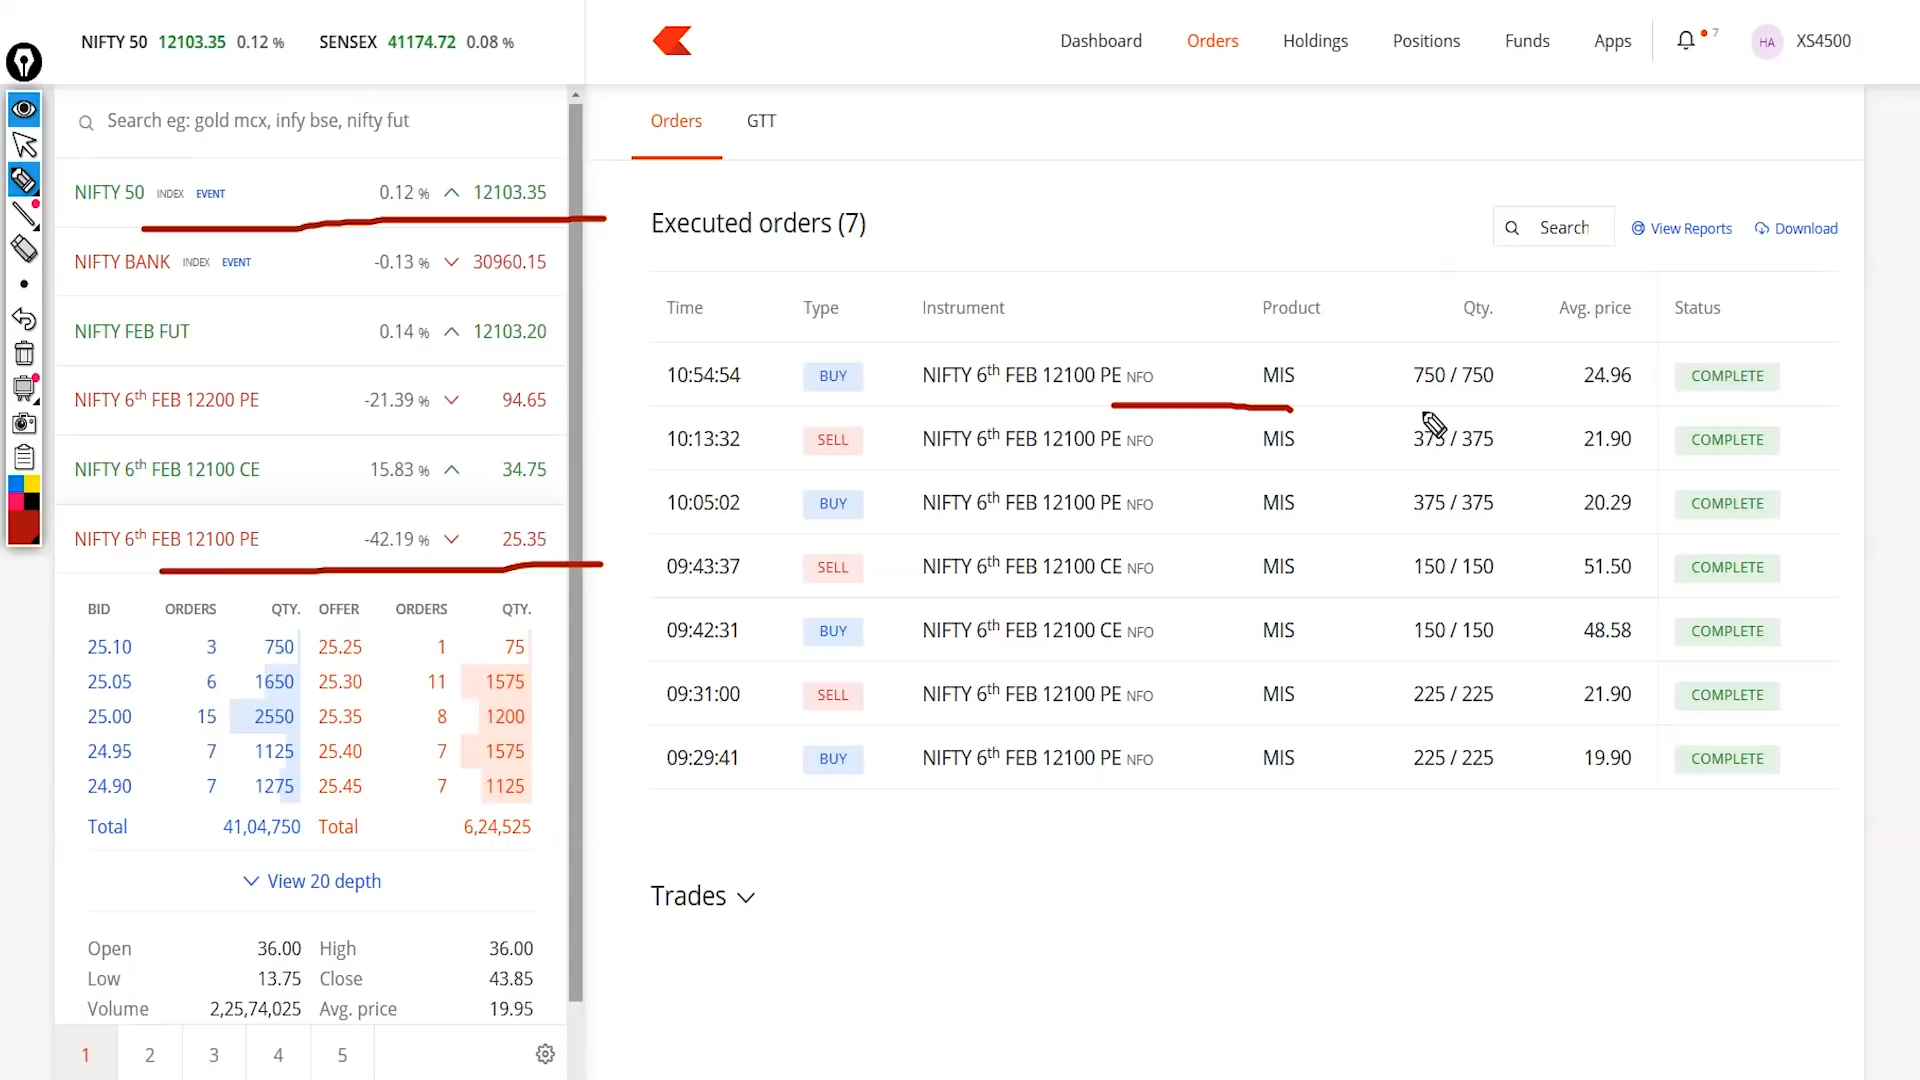 NIFTY 50 12103.35 0.12 % SENSEX 41174.72 0.08 %
Dashboard Orders Holdings Positions Funds Apps 7 HA XS4500
Search eg: gold mcx, infy bse, nifty fut
NIFTY 50 INDEX EVENT 0.12 % 12103.35
NIFTY BANK INDEX EVENT -0.13 % 30960.15
NIFTY FEB FUT 0.14 % 12103.20
NIFTY 6th FEB 12200 PE -21.39 % 94.65
NIFTY 6th FEB 12100 CE 15.83 % 34.75
NIFTY 6th FEB 12100 PE -42.19 % 25.35
BID ORDERS QTY. OFFER ORDERS QTY.
25.10 3 750 25.25 1 75
25.05 6 1650 25.30 11 1575
25.00 15 2550 25.35 8 1200
24.95 7 1125 25.40 7 1575
24.90 7 1275 25.45 7 1125
Total 41,04,750 Total 6,24,525
View 20 depth
Open 36.00 High 36.00
Low 13.75 Close 43.85
Volume 2,25,74,025 Avg. price 19.95
1 2 3 4 5
Orders GTT
Executed orders (7) Search View Reports Download
Time Type Instrument Product Qty. Avg. price Status
10:54:54 BUY NIFTY 6th FEB 12100 PE NFO MIS 750 / 750 24.96 COMPLETE
10:13:32 SELL NIFTY 6th FEB 12100 PE NFO MIS 375 / 375 21.90 COMPLETE
10:05:02 BUY NIFTY 6th FEB 12100 PE NFO MIS 375 / 375 20.29 COMPLETE
09:43:37 SELL NIFTY 6th FEB 12100 CE NFO MIS 150 / 150 51.50 COMPLETE
09:42:31 BUY NIFTY 6th FEB 12100 CE NFO MIS 150 / 150 48.58 COMPLETE
09:31:00 SELL NIFTY 6th FEB 12100 PE NFO MIS 225 / 225 21.90 COMPLETE
09:29:41 BUY NIFTY 6th FEB 12100 PE NFO MIS 225 / 225 19.90 COMPLETE
Trades